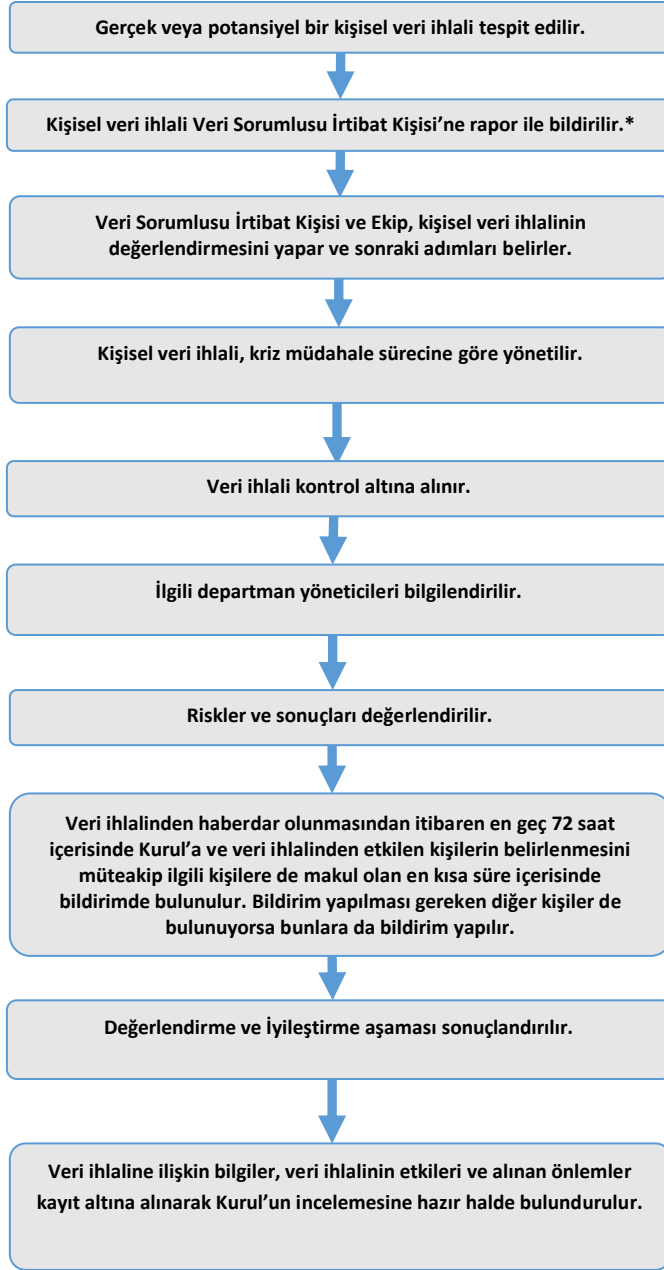 Gerçek veya potansiyel bir kişisel veri ihlali tespit edilir.
Kişisel veri ihlali Veri Sorumlusu İrtibat Kişisi’ne rapor ile bildirilir.*
Veri Sorumlusu İrtibat Kişisi ve Ekip, kişisel veri ihlalinin
değerlendirmesini yapar ve sonraki adımları belirler.
Kişisel veri ihlali, kriz müdahale sürecine göre yönetilir.
Veri ihlali kontrol altına alınır.
İlgili departman yöneticileri bilgilendirilir.
Riskler ve sonuçları değerlendirilir.
Veri ihlalinden haberdar olunmasından itibaren en geç 72 saat
içerisinde Kurul’a ve veri ihlalinden etkilen kişilerin belirlenmesini
müteakip ilgili kişilere de makul olan en kısa süre içerisinde
bildirimde bulunulur. Bildirim yapılması gereken diğer kişiler de
bulunuyorsa bunlara da bildirim yapılır.
Değerlendirme ve İyileştirme aşaması sonuçlandırılır.
Veri ihlaline ilişkin bilgiler, veri ihlalinin etkileri ve alınan önlemler
kayıt altına alınarak Kurul’un incelemesine hazır halde bulundurulur.